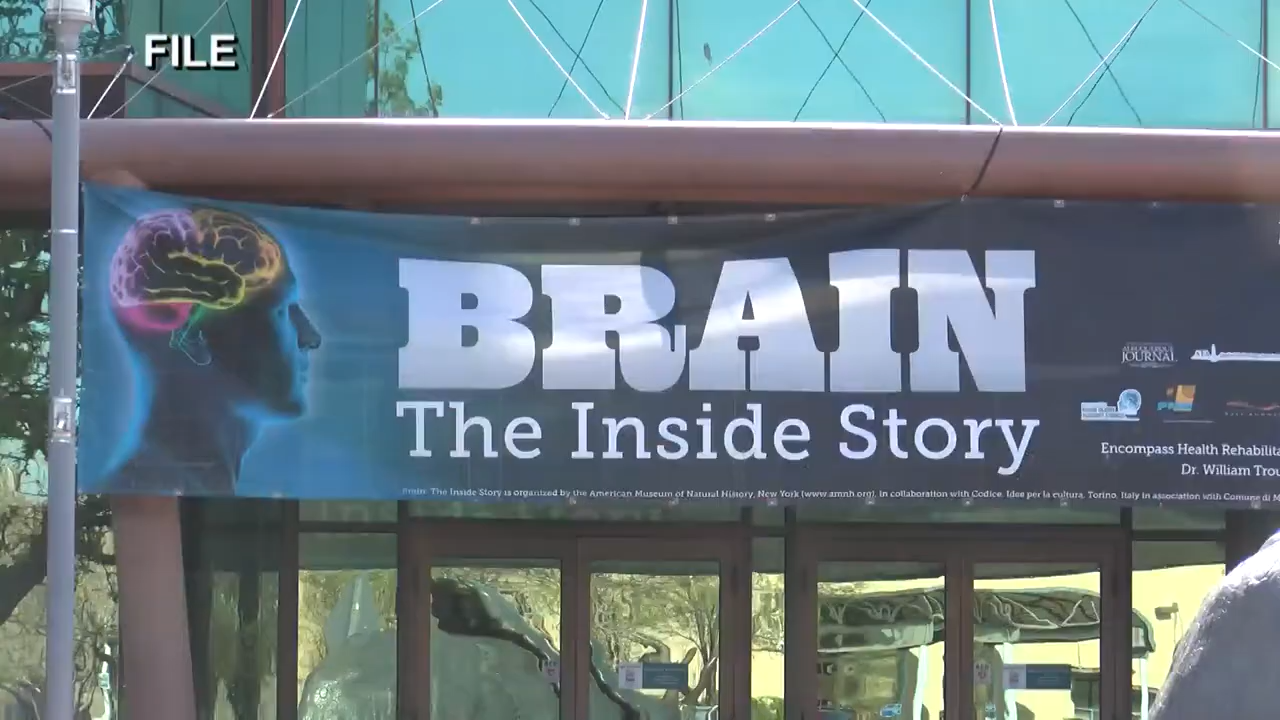 FILE
BRAIN
The Inside Story
ALBUQUERQUE
JOURNAL
Encompass Health Rehabilita
Dr. William Trou
Brain: The Inside Story is organized by the American Museum of Natural History, New York (www.amnh.org), in collaboration with Codice. Idee per la cultura, Torino, Italy in association with Comune di M